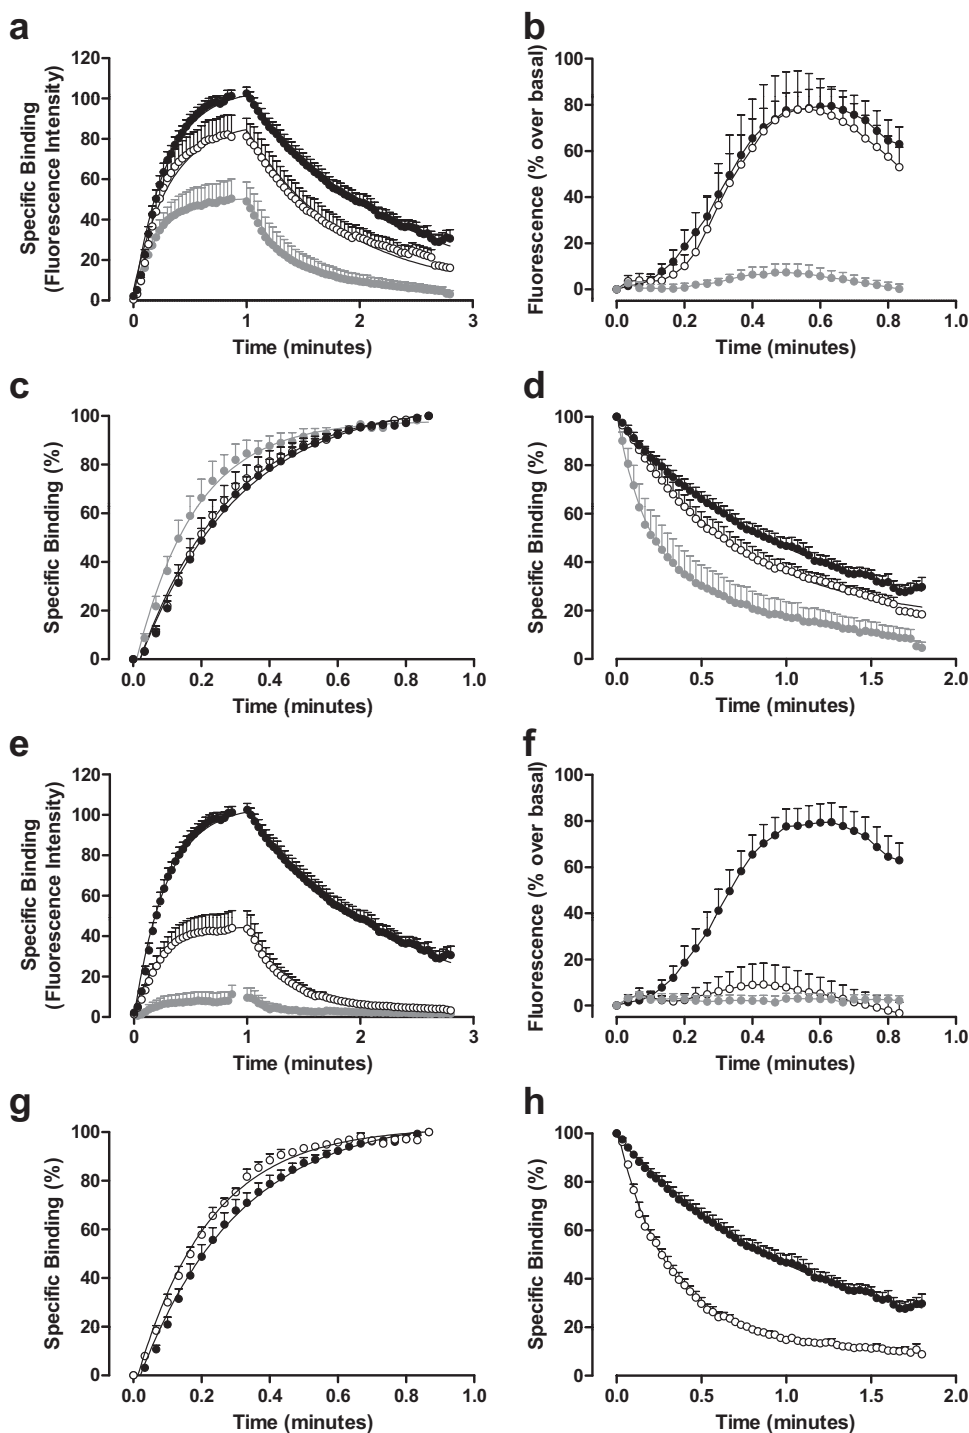 a
Specific Binding
(Fluorescence Intensity)
120
100
80
60
40
20
0
0 1 2 3
Time (minutes)
b
Fluorescence (% over basal)
100
80
60
40
20
0
0.0 0.2 0.4 0.6 0.8 1.0
Time (minutes)
c
Specific Binding (%)
100
80
60
40
20
0
0.0 0.2 0.4 0.6 0.8 1.0
Time (minutes)
d
Specific Binding (%)
100
80
60
40
20
0
0.0 0.5 1.0 1.5 2.0
Time (minutes)
e
Specific Binding
(Fluorescence Intensity)
120
100
80
60
40
20
0
0 1 2 3
Time (minutes)
f
Fluorescence (% over basal)
100
80
60
40
20
0
0.0 0.2 0.4 0.6 0.8 1.0
Time (minutes)
g
Specific Binding (%)
100
80
60
40
20
0
0.0 0.2 0.4 0.6 0.8 1.0
Time (minutes)
h
Specific Binding (%)
100
80
60
40
20
0
0.0 0.5 1.0 1.5 2.0
Time (minutes)